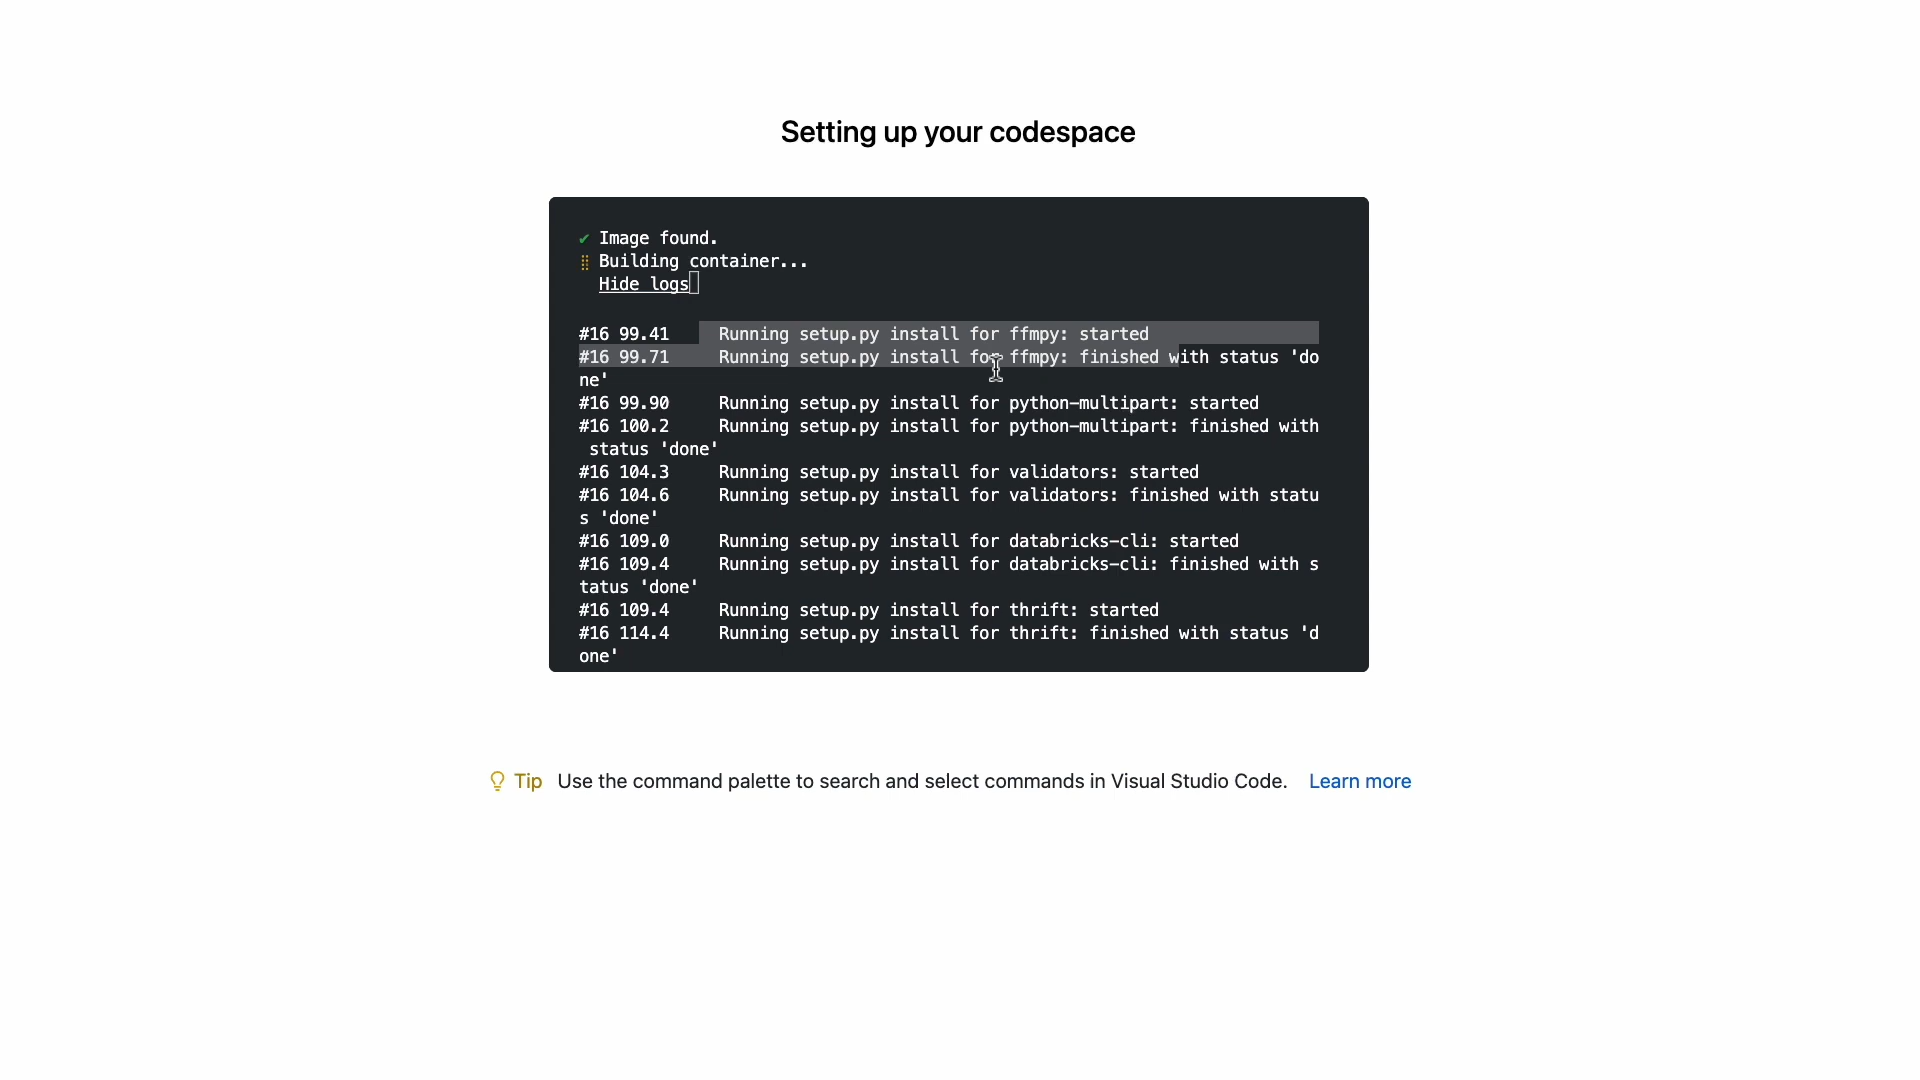 Setting up your codespace
✔ Image found.
⣿ Building container...
Hide logs
#16 99.41     Running setup.py install for ffmpy: started
#16 99.71     Running setup.py install for ffmpy: finished with status 'do
ne'
#16 99.90     Running setup.py install for python-multipart: started
#16 100.2     Running setup.py install for python-multipart: finished with
 status 'done'
#16 104.3     Running setup.py install for validators: started
#16 104.6     Running setup.py install for validators: finished with statu
s 'done'
#16 109.0     Running setup.py install for databricks-cli: started
#16 109.4     Running setup.py install for databricks-cli: finished with s
tatus 'done'
#16 109.4     Running setup.py install for thrift: started
#16 114.4     Running setup.py install for thrift: finished with status 'd
one'
Tip Use the command palette to search and select commands in Visual Studio Code. Learn more